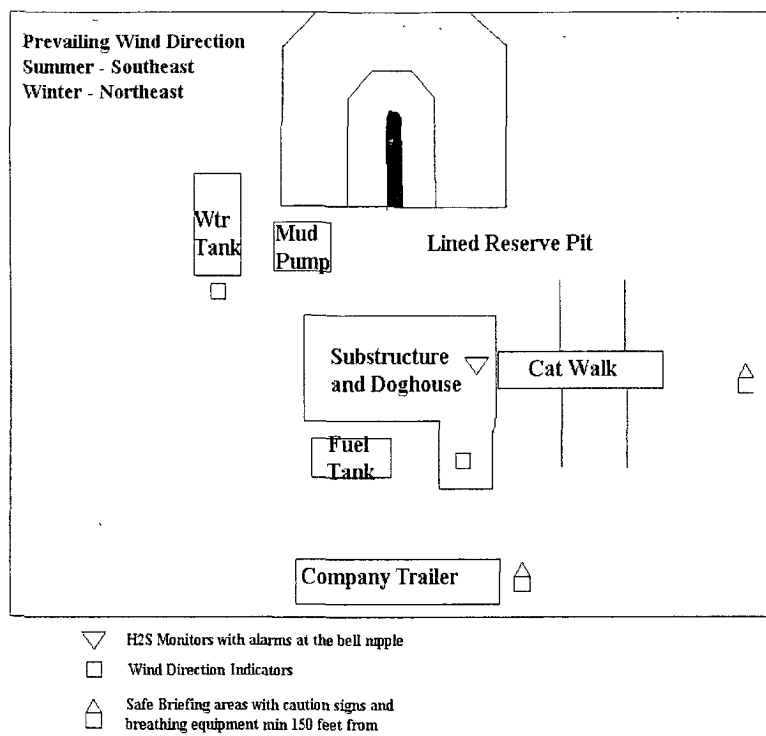 Prevailing Wind Direction
Summer - Southeast
Winter - Northeast
Wtr
Tank
Mud
Pump
Lined Reserve Pit
Substructure
and Doghouse
Cat Walk
Fuel
Tank
Company Trailer
H2S Monitors with alarms at the bell nipple
Wind Direction Indicators
Safe Briefing areas with caution signs and
breathing equipment min 150 feet from